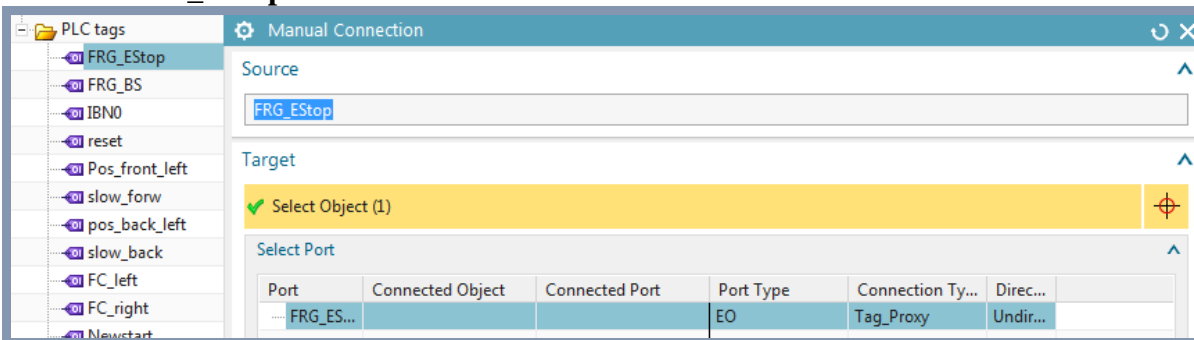 PLC tags
FRG_EStop
FRG_BS
IBN0
reset
Pos_front_left
slow_forw
pos_back_left
slow_back
FC_left
FC_right
Newstart
Manual Connection
Source
FRG_EStop
Target
Select Object (1)
Select Port
Port Connected Object Connected Port Port Type Connection Ty... Direc...
FRG_ES... EO Tag_Proxy Undir...